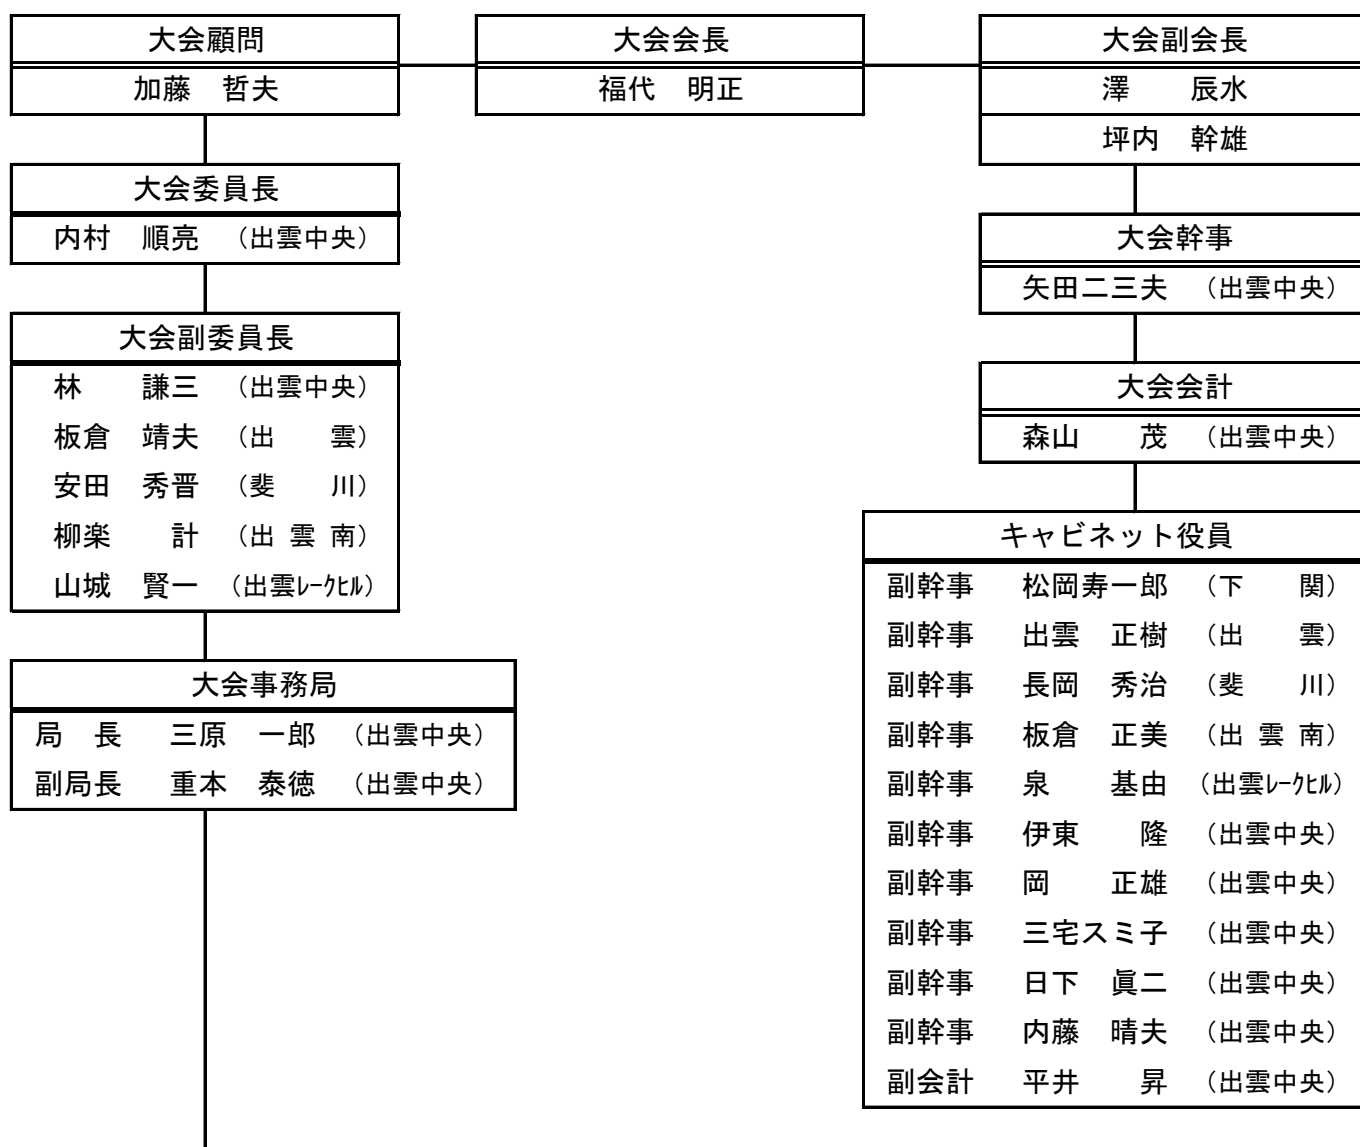 大会顧問
加藤　哲夫
大会会長
福代　明正
大会副会長
澤　　辰水
坪内　幹雄
大会委員長
内村　順亮　（出雲中央）
大会副委員長
林　　謙三　（出雲中央）
板倉　靖夫　（出　　雲）
安田　秀晋　（斐　　川）
柳楽　　計　（出 雲 南）
山城　賢一　（出雲ﾚｰｸﾋﾙ）
大会事務局
局　長　三原　一郎　（出雲中央）
副局長　重本　泰徳　（出雲中央）
大会幹事
矢田二三夫　（出雲中央）
大会会計
森山　　茂　（出雲中央）
キャビネット役員
副幹事　松岡寿一郎　（下　　関）
副幹事　出雲　正樹　（出　　雲）
副幹事　長岡　秀治　（斐　　川）
副幹事　板倉　正美　（出 雲 南）
副幹事　泉　　基由　（出雲ﾚｰｸﾋﾙ）
副幹事　伊東　　隆　（出雲中央）
副幹事　岡　　正雄　（出雲中央）
副幹事　三宅スミ子　（出雲中央）
副幹事　日下　眞二　（出雲中央）
副幹事　内藤　晴夫　（出雲中央）
副会計　平井　　昇　（出雲中央）